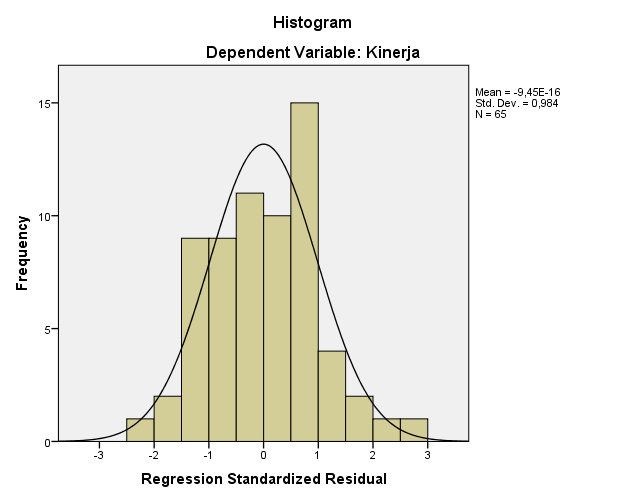 Histogram
Dependent Variable: Kinerja
Mean = -9,45E-16
Std. Dev. = 0,984
N = 65
15
10
5
0
Frequency
-3 -2 -1 0 1 2 3
Regression Standardized Residual